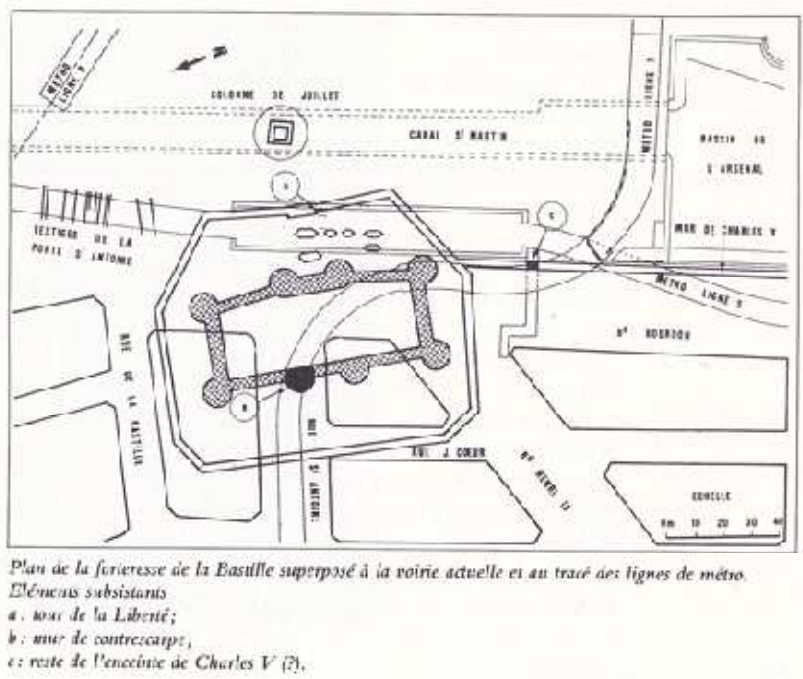 N
METRO
LIGNE
COLONNE DE JUILLET
CANAL ST MARTIN
METRO LIGNE
BASSIN DE
L'ARSENAL
MUR DE CHARLES V
VESTIGES DE LA
PORTE ST ANTOINE
METRO LIGNE 5
Bd BOURDON
RUE DE LA BASTILLE
RUE ST ANTOINE
RUE J. COEUR
Bd HENRI IV
ECHELLE
0m 10 20 30 40
Plan de la forteresse de la Bastille superposé à la voirie actuelle et au tracé des lignes de métro.
Eléments subsistants
a : tour de la Liberté;
b : mur de contrescarpe,
c : reste de l'enceinte de Charles V (?).